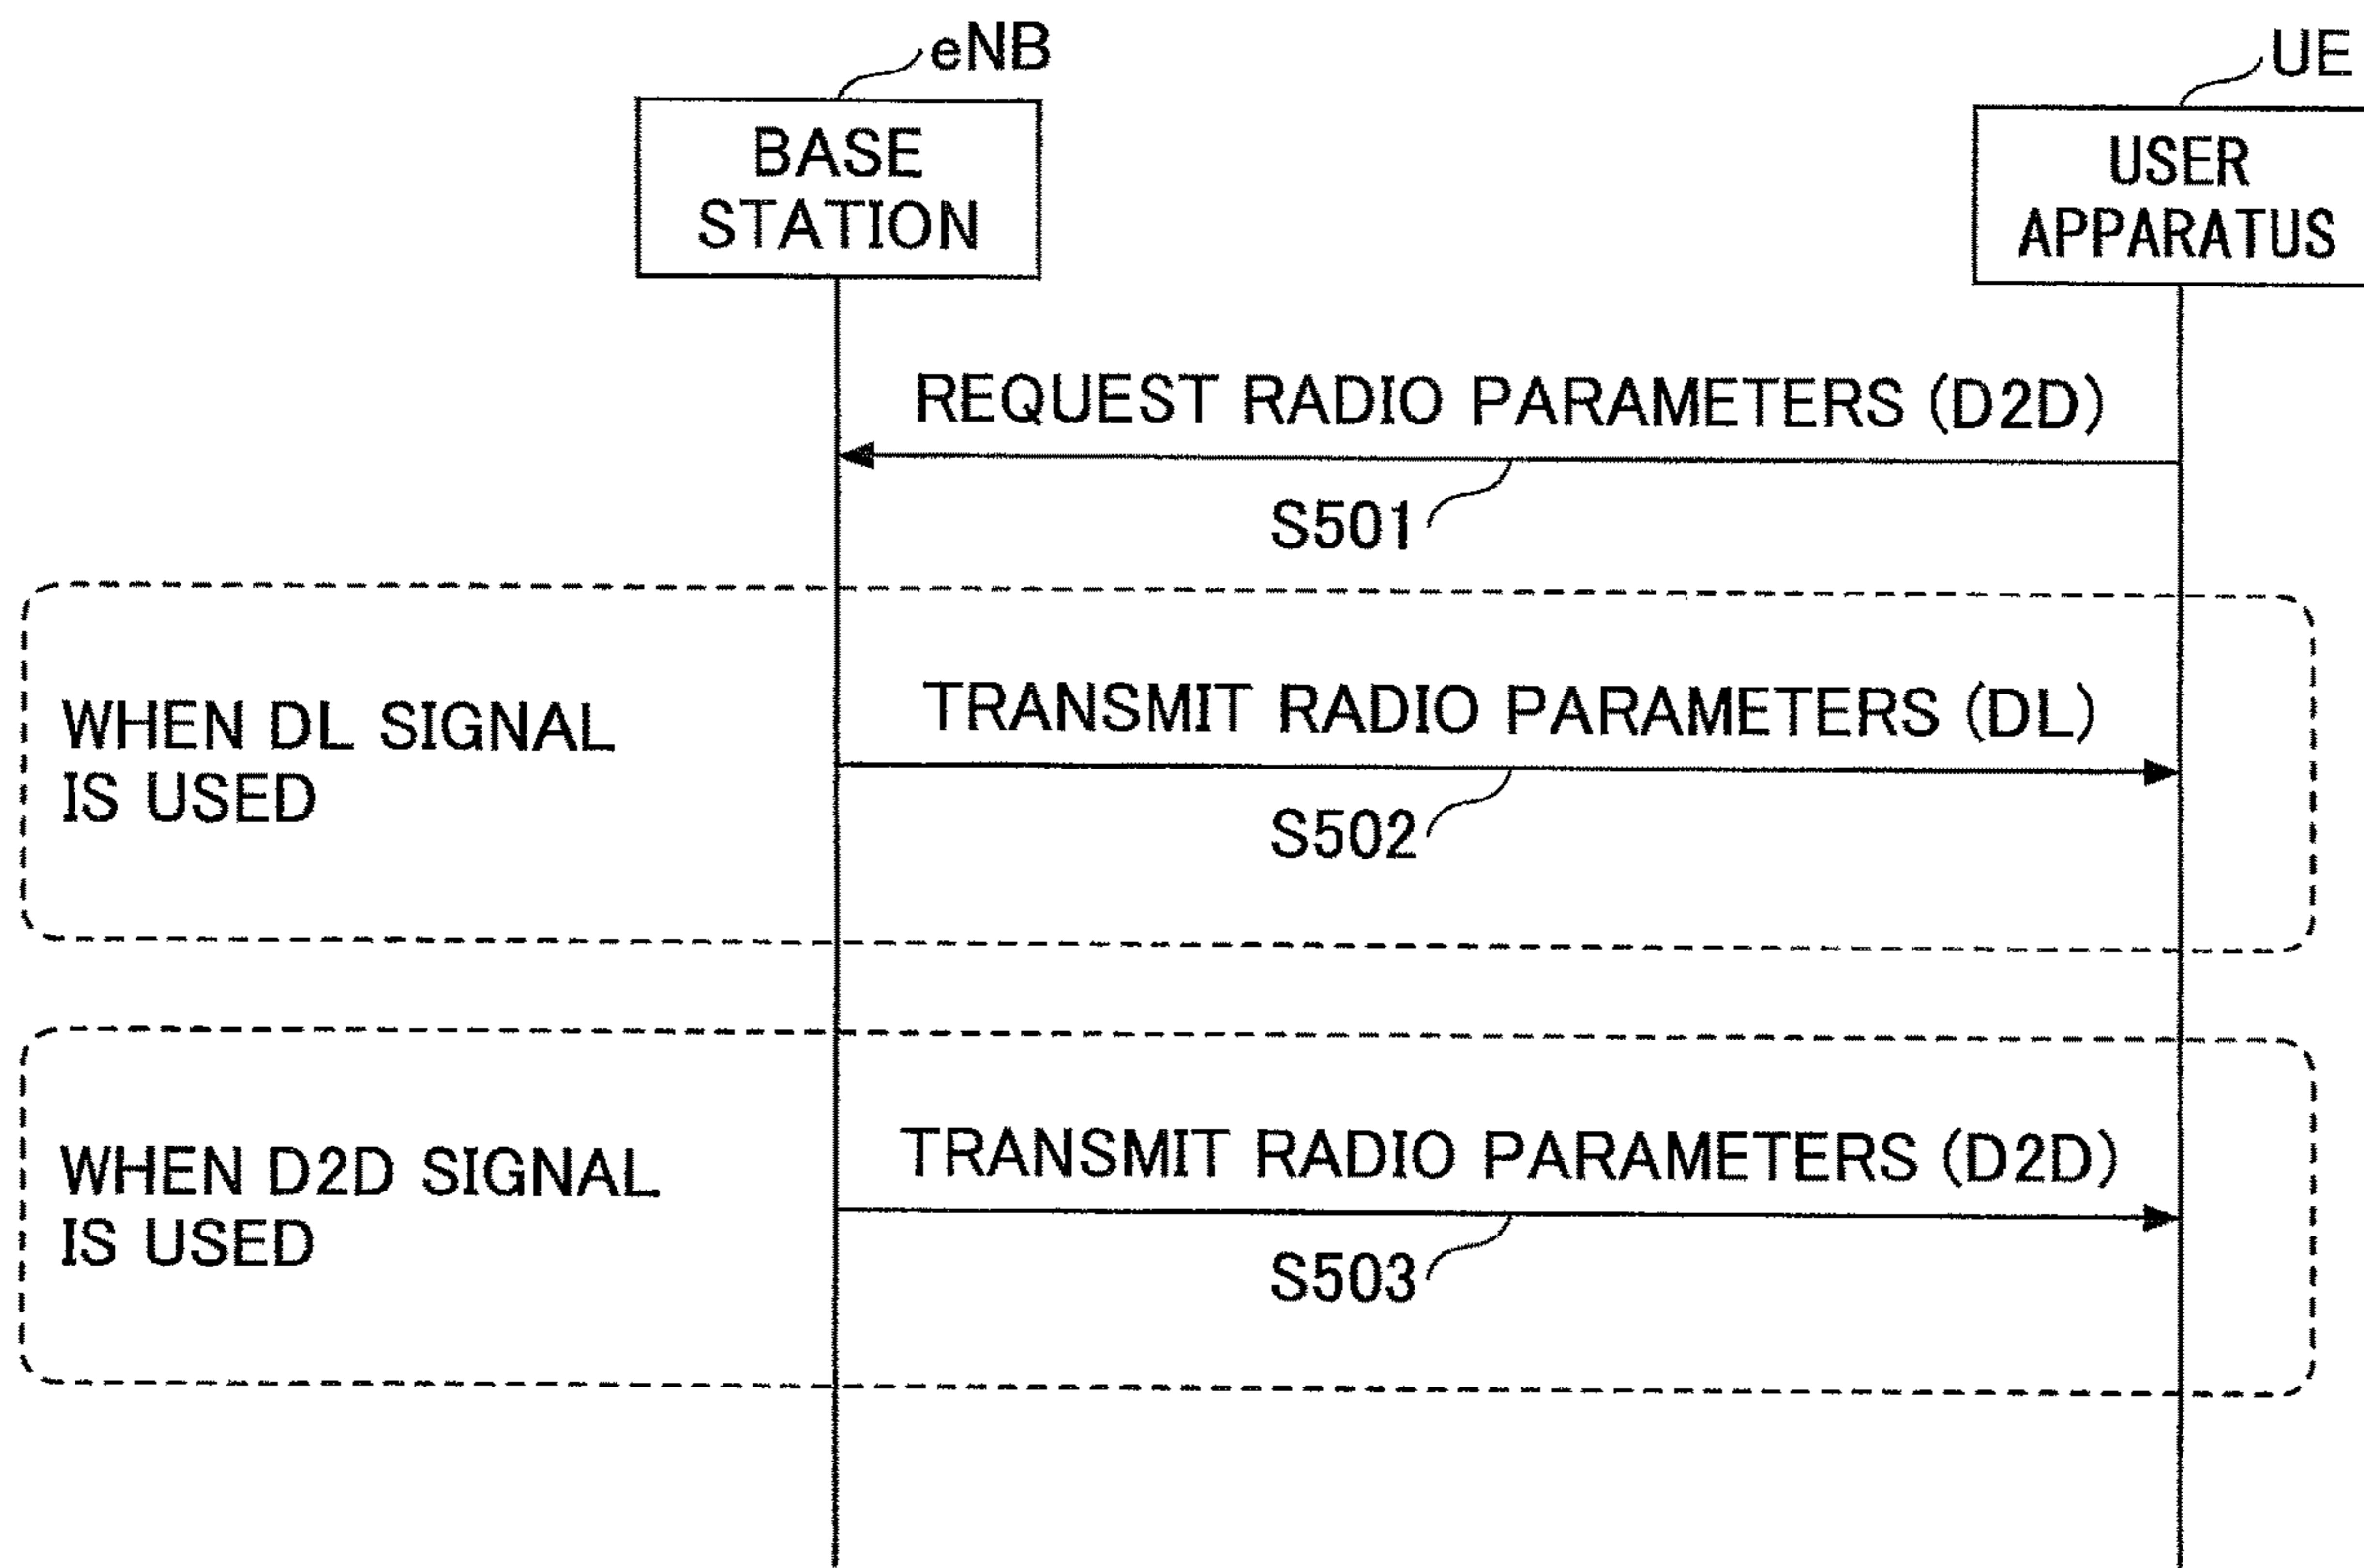 eNB
UE
BASE
STATION
USER
APPARATUS
REQUEST RADIO PARAMETERS (D2D)
S501
WHEN DL SIGNAL
IS USED
TRANSMIT RADIO PARAMETERS (DL)
S502
WHEN D2D SIGNAL
IS USED
TRANSMIT RADIO PARAMETERS (D2D)
S503